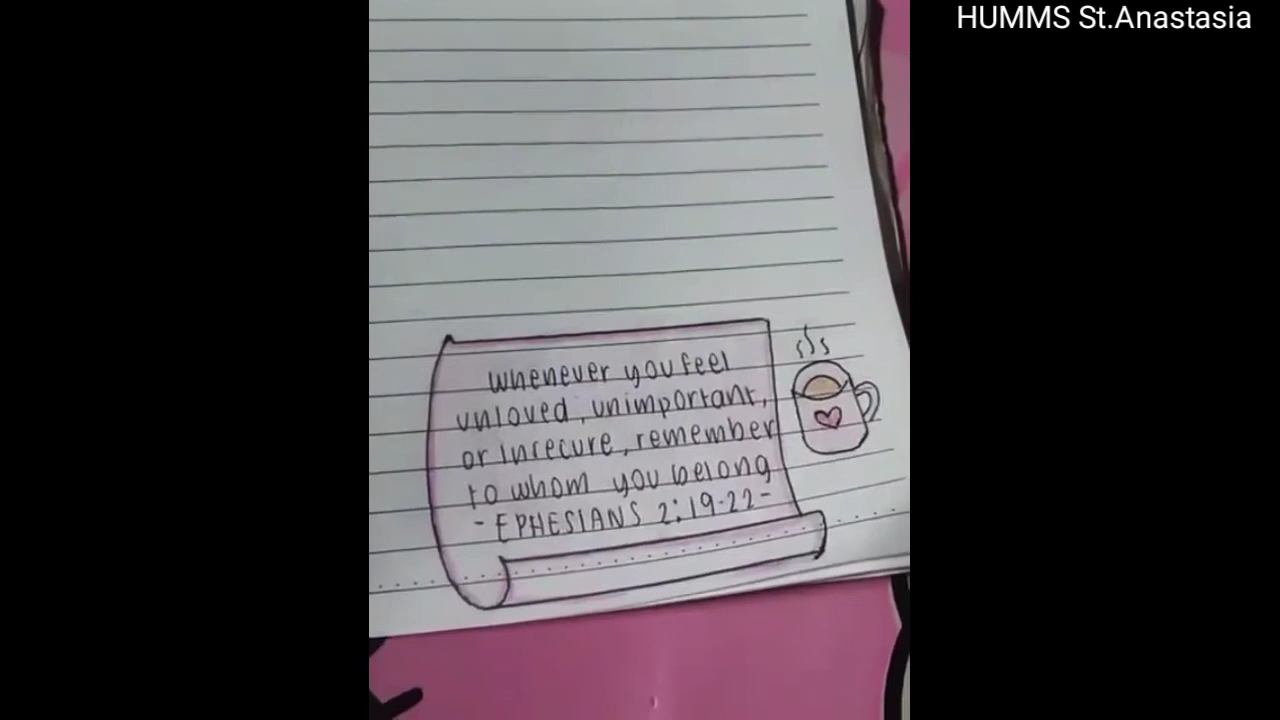 HUMMS St.Anastasia
whenever you feel
unloved, unimportant,
or insecure, remember
to whom you belong
- EPHESIANS 2:19-22-